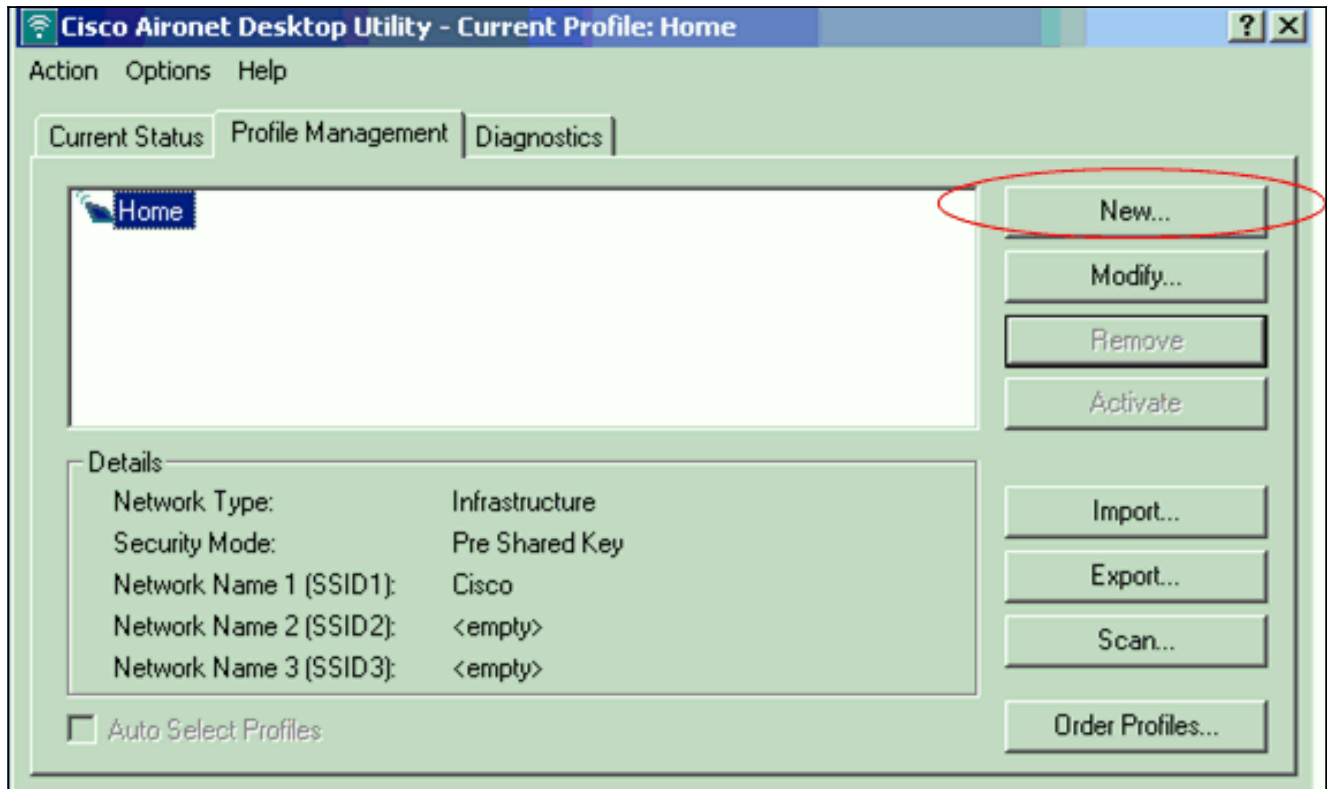 Cisco Aironet Desktop Utility - Current Profile: Home
Action Options Help
Current Status Profile Management Diagnostics
Home
New...
Modify...
Remove
Activate
Details
Network Type: Infrastructure
Security Mode: Pre Shared Key
Network Name 1 (SSID1): Cisco
Network Name 2 (SSID2): <empty>
Network Name 3 (SSID3): <empty>
Import...
Export...
Scan...
Auto Select Profiles
Order Profiles...